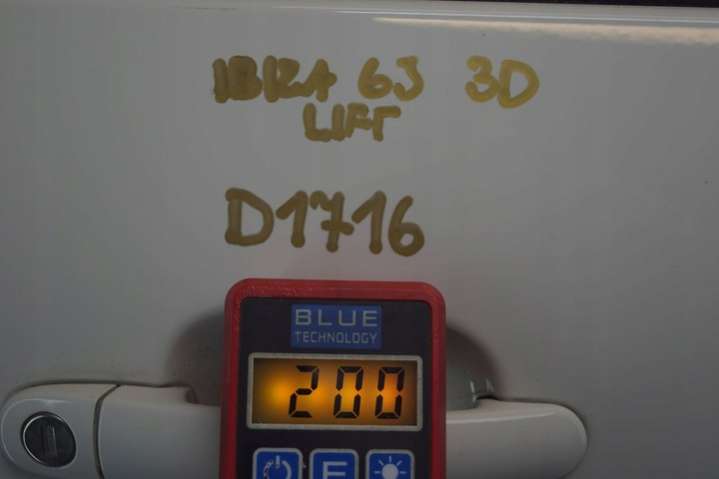 IBIZA 6J 3D
LIFT
D1716
BLUE
TECHNOLOGY
200
F